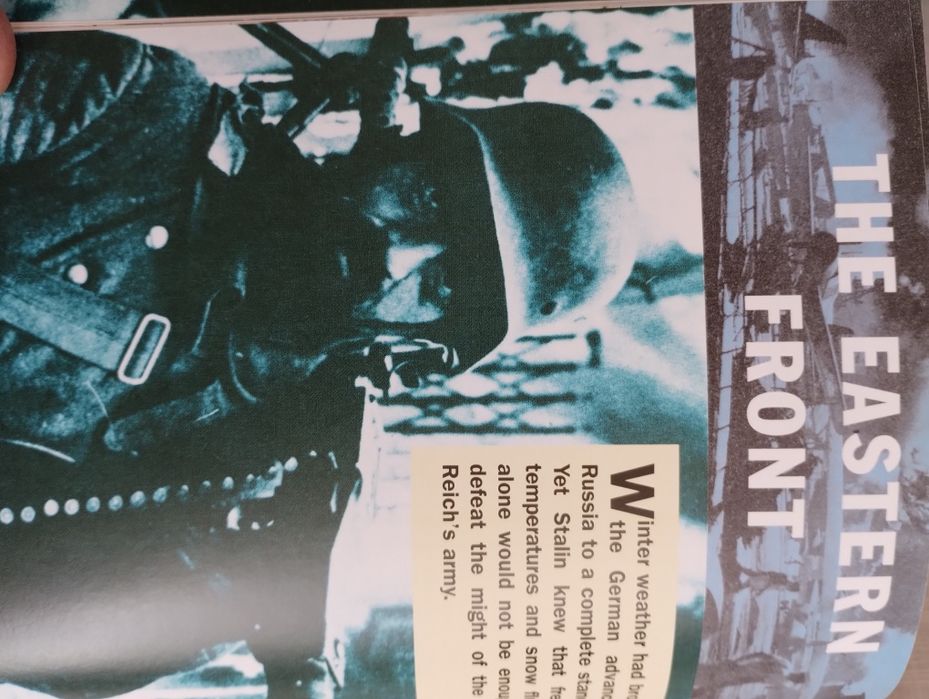 THE EASTERN
FRONT
Winter weather had
the German
Russia to a complete
Yet Stalin knew that
temperatures and snow
alone would not be
defeat the might of the
Reich's army.